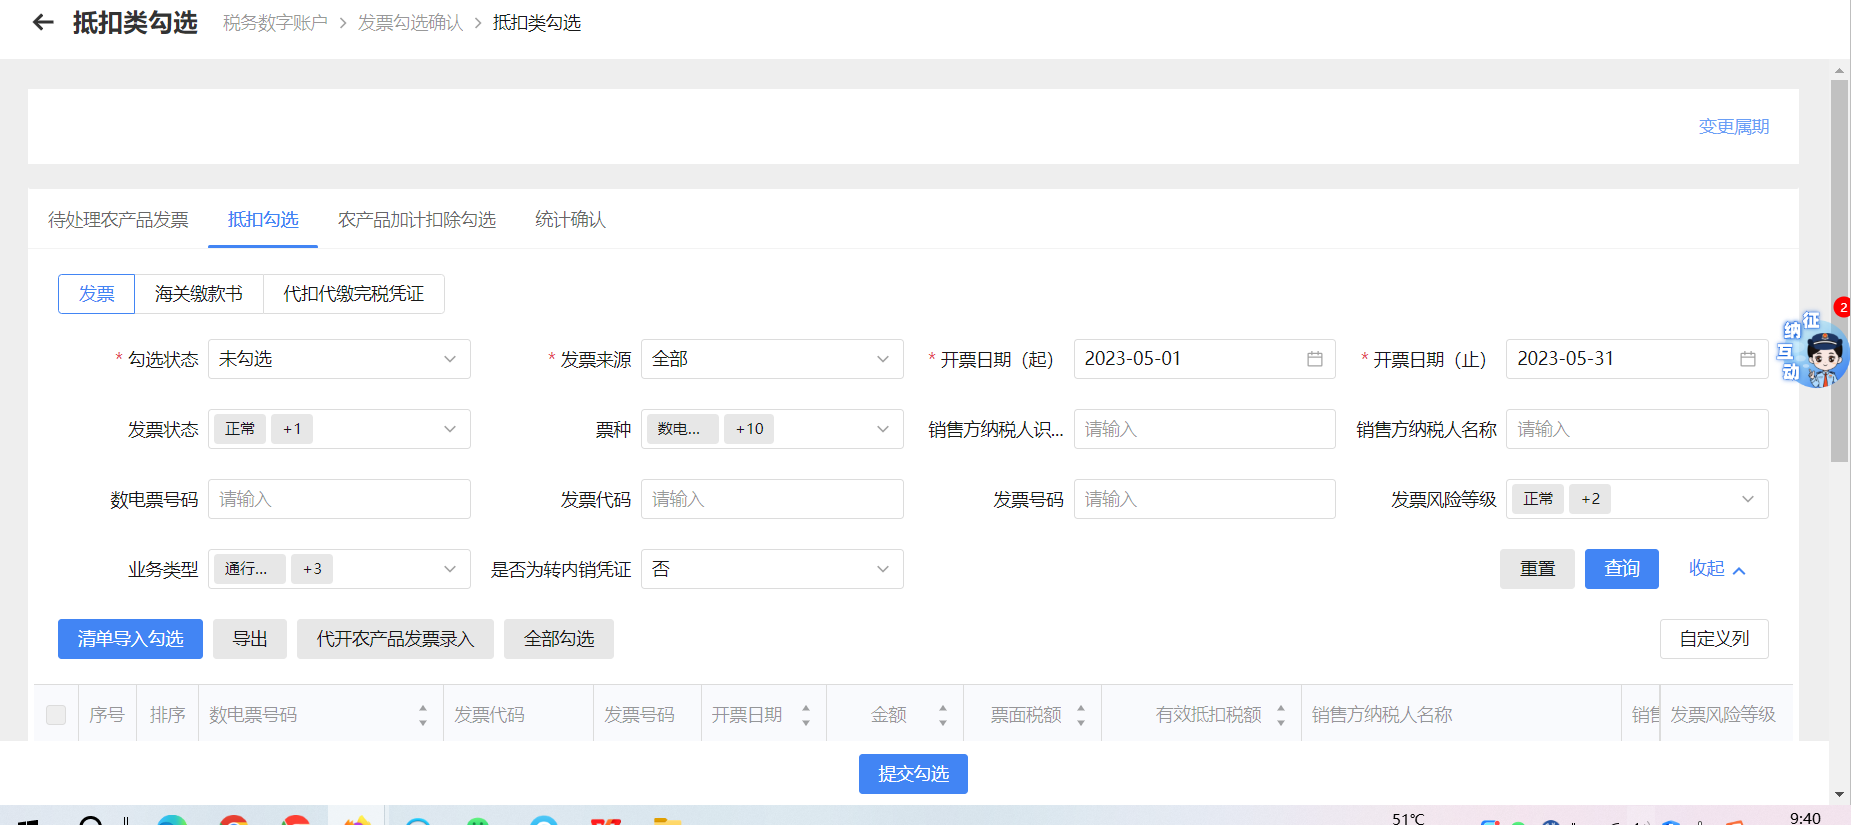 抵扣类勾选 税务数字账户 > 发票勾选确认 > 抵扣类勾选
变更属期
待处理农产品发票 抵扣勾选 农产品加计扣除勾选 统计确认
发票 海关缴款书 代扣代缴完税凭证
* 勾选状态 未勾选 * 发票来源 全部 * 开票日期（起） 2023-05-01 * 开票日期（止） 2023-05-31
发票状态 正常 +1 票种 数电... +10 销售方纳税人识... 请输入 销售方纳税人名称 请输入
数电票号码 请输入 发票代码 请输入 发票号码 请输入 发票风险等级 正常 +2
业务类型 通行... +3 是否为转内销凭证 否 重置 查询 收起
清单导入勾选 导出 代开农产品发票录入 全部勾选 自定义列
序号 排序 数电票号码 发票代码 发票号码 开票日期 金额 票面税额 有效抵扣税额 销售方纳税人名称 销售 发票风险等级
提交勾选
征纳互动 2
51℃ 9:40